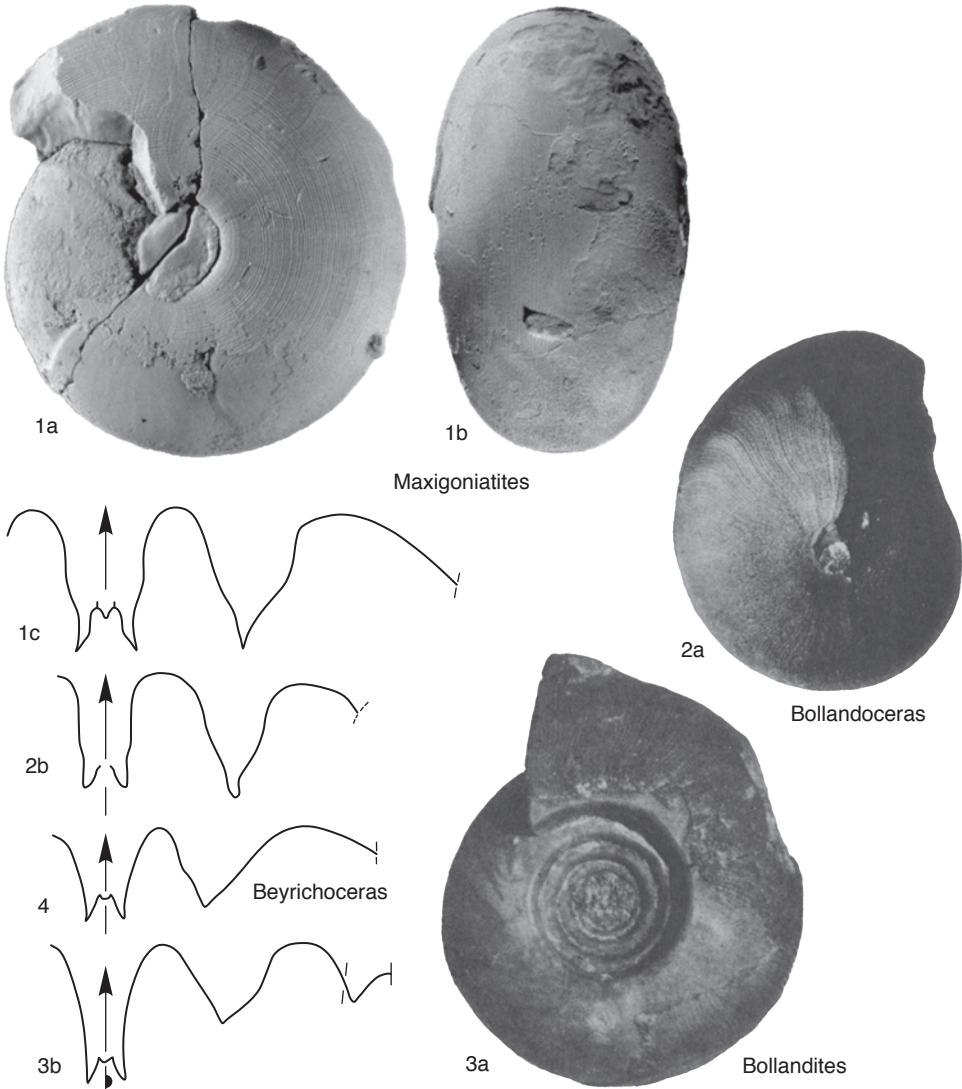 1a
1b
Maxigoniatites
1c
2a
Bollandoceras
2b
4
Beyrichoceras
3b
3a
Bollandites